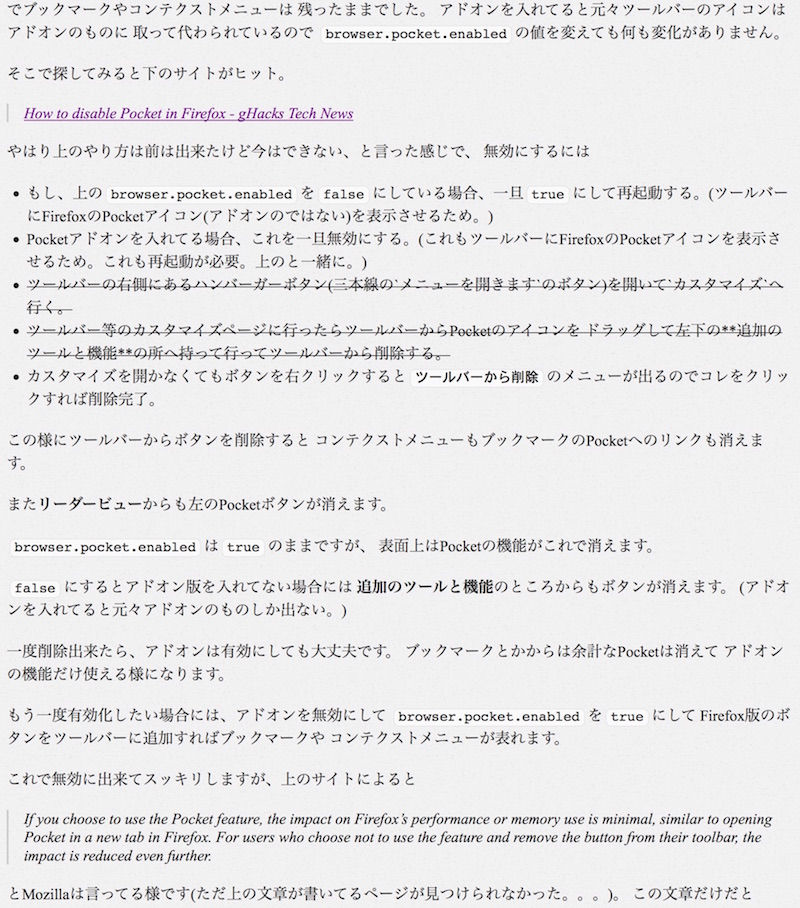 でブックマークやコンテクストメニューは 残ったままでした。 アドオンを入れてると元々ツールバーのアイコンは
アドオンのものに 取って代わられているので browser.pocket.enabled の値を変えても何も変化がありません。
そこで探してみると下のサイトがヒット。
How to disable Pocket in Firefox - gHacks Tech News
やはり上のやり方は前は出来たけど今はできない、と言った感じで、 無効にするには
• もし、上の browser.pocket.enabled を false にしている場合、一旦 true にして再起動する。(ツールバー
にFirefoxのPocketアイコン(アドオンのではない)を表示させるため。)
• Pocketアドオンを入れてる場合、これを一旦無効にする。(これもツールバーにFirefoxのPocketアイコンを表示さ
せるため。これも再起動が必要。上のと一緒に。)
• ツールバーの右側にあるハンバーガーボタン(三本線の`メニューを開きます`のボタン)を開いて`カスタマイズ`へ
行く。
• ツールバー等のカスタマイズページに行ったらツールバーからPocketのアイコンを ドラッグして左下の**追加の
ツールと機能**の所へ持って行ってツールバーから削除する。
• カスタマイズを開かなくてもボタンを右クリックすると ツールバーから削除 のメニューが出るのでコレをクリッ
クすれば削除完了。
この様にツールバーからボタンを削除すると コンテクストメニューもブックマークのPocketへのリンクも消えま
す。
またリーダービューからも左のPocketボタンが消えます。
browser.pocket.enabled は true のままですが、 表面上はPocketの機能がこれで消えます。
false にするとアドオン版を入れてない場合には 追加のツールと機能のところからもボタンが消えます。 (アドオ
ンを入れてると元々アドオンのものしか出ない。)
一度削除出来たら、アドオンは有効にしても大丈夫です。 ブックマークとかからは余計なPocketは消えて アドオン
の機能だけ使える様になります。
もう一度有効化したい場合には、アドオンを無効にして browser.pocket.enabled を true にして Firefox版のボ
タンをツールバーに追加すればブックマークや コンテクストメニューが表れます。
これで無効に出来てスッキリしますが、上のサイトによると
If you choose to use the Pocket feature, the impact on Firefox's performance or memory use is minimal, similar to opening
Pocket in a new tab in Firefox. For users who choose not to use the feature and remove the button from their toolbar, the
impact is reduced even further.
とMozillaは言ってる様です(ただ上の文章が書いてるページが見つけられなかった。。。)。 この文章だけだと